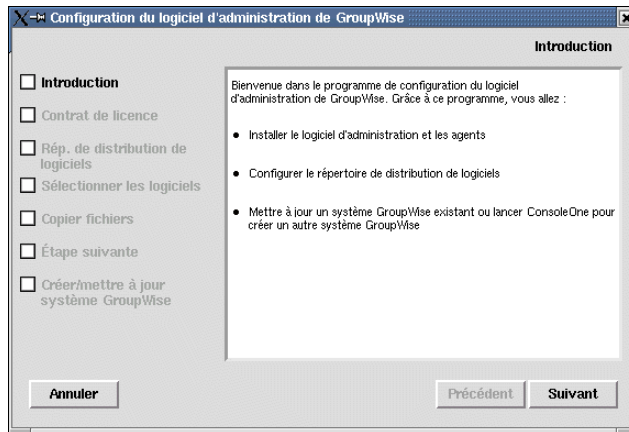 Configuration du logiciel d'administration de GroupWise
Introduction
Introduction
Contrat de licence
Rép. de distribution de
logiciels
Sélectionner les logiciels
Copier fichiers
Étape suivante
Créer/mettre à jour
système GroupWise
Bienvenue dans le programme de configuration du logiciel
d'administration de GroupWise. Grâce à ce programme, vous allez :
• Installer le logiciel d'administration et les agents
• Configurer le répertoire de distribution de logiciels
• Mettre à jour un système GroupWise existant ou lancer ConsoleOne pour
créer un autre système GroupWise
Annuler
Précédent
Suivant